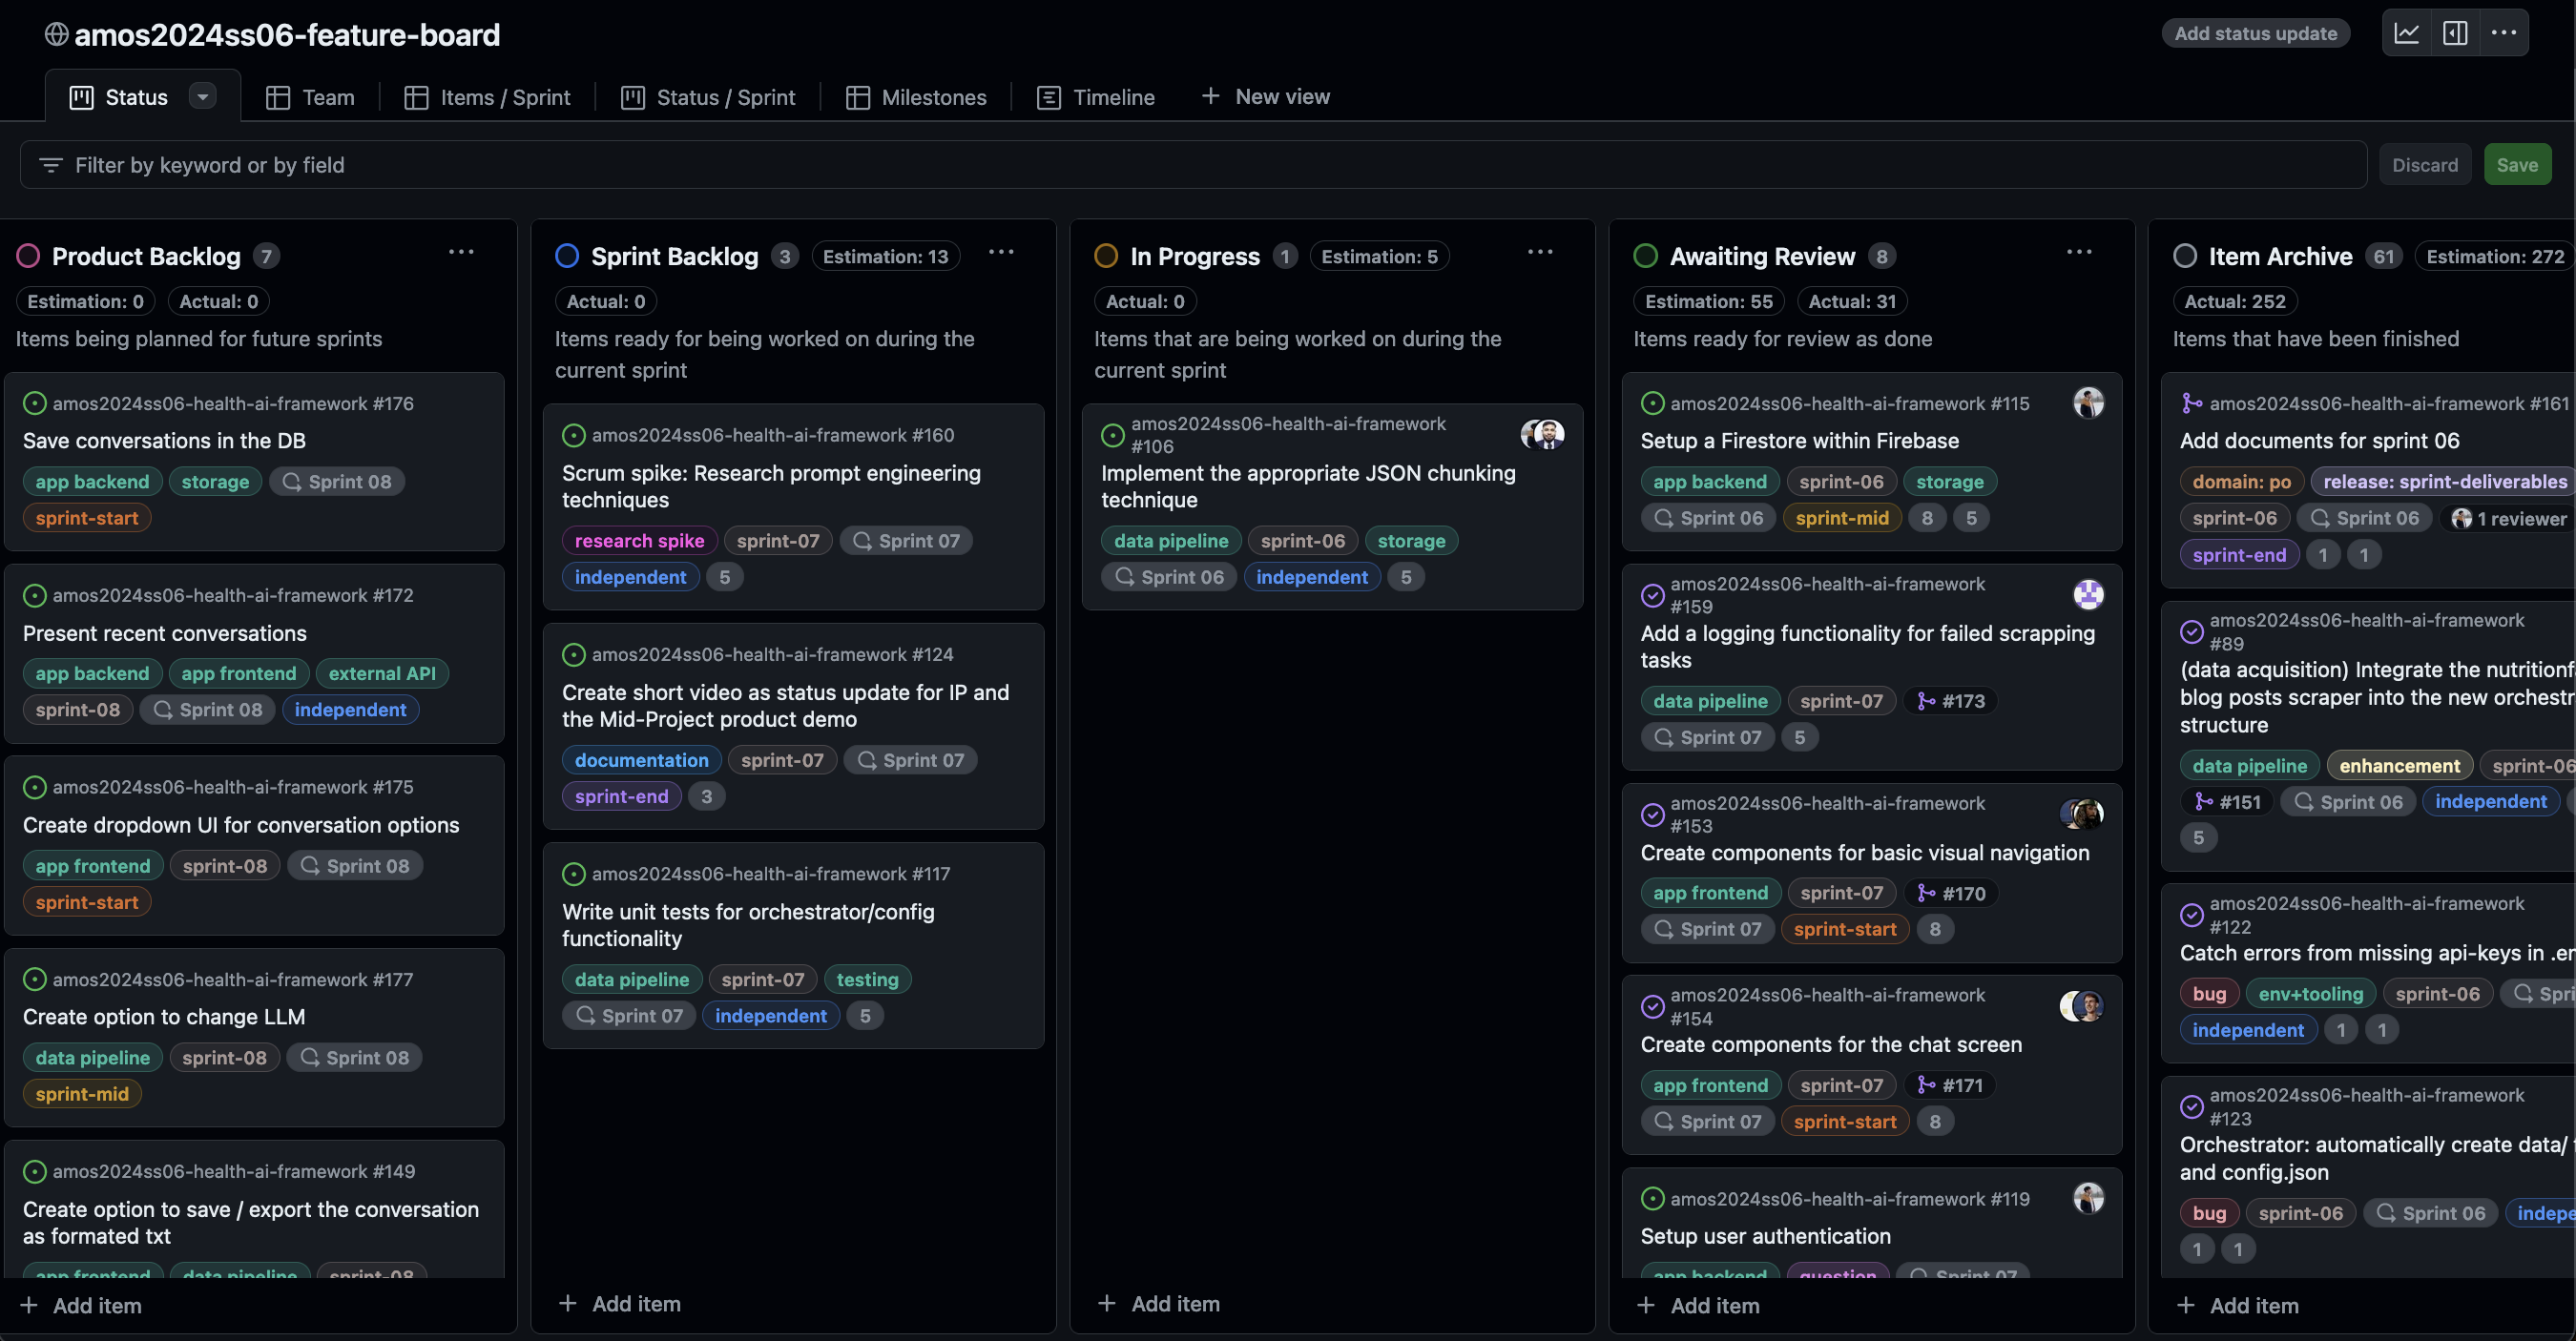 amos2024ss06-feature-board
Add status update
Status
Team
Items / Sprint
Status / Sprint
Milestones
Timeline
New view
Filter by keyword or by field
Discard
Save
Product Backlog 7
Estimation: 0 Actual: 0
Items being planned for future sprints
amos2024ss06-health-ai-framework #176
Save conversations in the DB
app backend storage Sprint 08
sprint-start
amos2024ss06-health-ai-framework #172
Present recent conversations
app backend app frontend external API
sprint-08 Sprint 08 independent
amos2024ss06-health-ai-framework #175
Create dropdown UI for conversation options
app frontend sprint-08 Sprint 08
sprint-start
amos2024ss06-health-ai-framework #177
Create option to change LLM
data pipeline sprint-08 Sprint 08
sprint-mid
amos2024ss06-health-ai-framework #149
Create option to save / export the conversation
as formated txt
app frontend data pipeline sprint-08
Add item
Sprint Backlog 3 Estimation: 13
Actual: 0
Items ready for being worked on during the
current sprint
amos2024ss06-health-ai-framework #160
Scrum spike: Research prompt engineering
techniques
research spike sprint-07 Sprint 07
independent 5
amos2024ss06-health-ai-framework #124
Create short video as status update for IP and
the Mid-Project product demo
documentation sprint-07 Sprint 07
sprint-end 3
amos2024ss06-health-ai-framework #117
Write unit tests for orchestrator/config
functionality
data pipeline sprint-07 testing
Sprint 07 independent 5
Add item
In Progress 1 Estimation: 5
Actual: 0
Items that are being worked on during the
current sprint
amos2024ss06-health-ai-framework
#106
Implement the appropriate JSON chunking
technique
data pipeline sprint-06 storage
Sprint 06 independent 5
Add item
Awaiting Review 8
Estimation: 55 Actual: 31
Items ready for review as done
amos2024ss06-health-ai-framework #115
Setup a Firestore within Firebase
app backend sprint-06 storage
Sprint 06 sprint-mid 8 5
amos2024ss06-health-ai-framework
#159
Add a logging functionality for failed scrapping
tasks
data pipeline sprint-07 #173
Sprint 07 5
amos2024ss06-health-ai-framework
#153
Create components for basic visual navigation
app frontend sprint-07 #170
Sprint 07 sprint-start 8
amos2024ss06-health-ai-framework
#154
Create components for the chat screen
app frontend sprint-07 #171
Sprint 07 sprint-start 8
amos2024ss06-health-ai-framework #119
Setup user authentication
app backend question Sprint 07
Add item
Item Archive 61 Estimation: 272
Actual: 252
Items that have been finished
amos2024ss06-health-ai-framework #161
Add documents for sprint 06
domain: po release: sprint-deliverables
sprint-06 Sprint 06 1 reviewer
sprint-end 1 1
amos2024ss06-health-ai-framework
#89
(data acquisition) Integrate the nutritionf
blog posts scraper into the new orchestr
structure
data pipeline enhancement sprint-06
#151 Sprint 06 independent
5
amos2024ss06-health-ai-framework
#122
Catch errors from missing api-keys in .en
bug env+tooling sprint-06 Spri
independent 1 1
amos2024ss06-health-ai-framework
#123
Orchestrator: automatically create data/
and config.json
bug sprint-06 Sprint 06 indepe
1 1
Add item